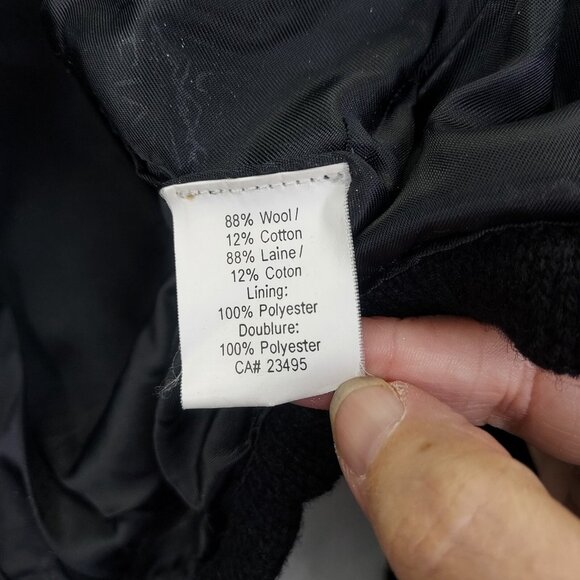 88% Wool/
12% Cotton
88% Laine/
12% Coton
Lining:
100% Polyester
Doublure:
100% Polyester
CA# 23495